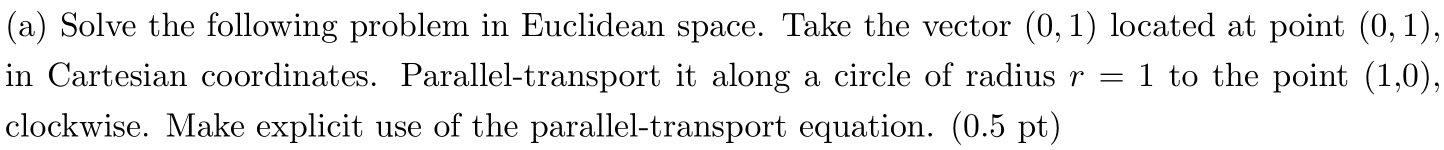 (a) Solve the following problem in Euclidean space. Take the vector (0, 1) located at point (0, 1),
in Cartesian coordinates. Parallel-transport it along a circle of radius r = 1 to the point (1,0),
clockwise. Make explicit use of the parallel-transport equation. (0.5 pt)